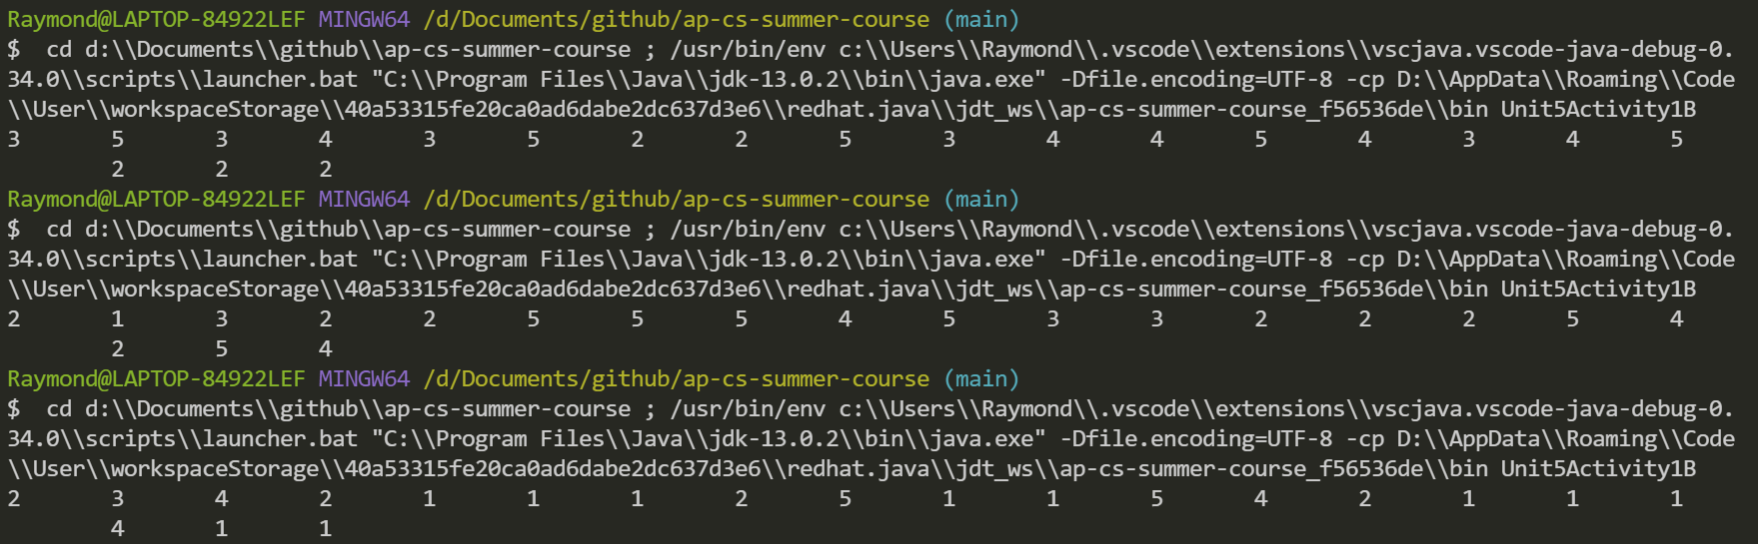 Raymond@LAPTOP-84922LEF MINGW64 /d/Documents/github/ap-cs-summer-course (main)
$  cd d:\\Documents\\github\\ap-cs-summer-course ; /usr/bin/env c:\\Users\\Raymond\\.vscode\\extensions\\vscjava.vscode-java-debug-0.
34.0\\scripts\\launcher.bat "C:\\Program Files\\Java\\jdk-13.0.2\\bin\\java.exe" -Dfile.encoding=UTF-8 -cp D:\\AppData\\Roaming\\Code
\\User\\workspaceStorage\\40a53315fe20ca0ad6dabe2dc637d3e6\\redhat.java\\jdt_ws\\ap-cs-summer-course_f56536de\\bin Unit5Activity1B
3       5       3       4       3       5       2       2       5       3       4       4       5       4       3       4       5
        2       2       2
Raymond@LAPTOP-84922LEF MINGW64 /d/Documents/github/ap-cs-summer-course (main)
$  cd d:\\Documents\\github\\ap-cs-summer-course ; /usr/bin/env c:\\Users\\Raymond\\.vscode\\extensions\\vscjava.vscode-java-debug-0.
34.0\\scripts\\launcher.bat "C:\\Program Files\\Java\\jdk-13.0.2\\bin\\java.exe" -Dfile.encoding=UTF-8 -cp D:\\AppData\\Roaming\\Code
\\User\\workspaceStorage\\40a53315fe20ca0ad6dabe2dc637d3e6\\redhat.java\\jdt_ws\\ap-cs-summer-course_f56536de\\bin Unit5Activity1B
2       1       3       2       2       5       5       5       4       5       3       3       2       2       2       5       4
        2       5       4
Raymond@LAPTOP-84922LEF MINGW64 /d/Documents/github/ap-cs-summer-course (main)
$  cd d:\\Documents\\github\\ap-cs-summer-course ; /usr/bin/env c:\\Users\\Raymond\\.vscode\\extensions\\vscjava.vscode-java-debug-0.
34.0\\scripts\\launcher.bat "C:\\Program Files\\Java\\jdk-13.0.2\\bin\\java.exe" -Dfile.encoding=UTF-8 -cp D:\\AppData\\Roaming\\Code
\\User\\workspaceStorage\\40a53315fe20ca0ad6dabe2dc637d3e6\\redhat.java\\jdt_ws\\ap-cs-summer-course_f56536de\\bin Unit5Activity1B
2       3       4       2       1       1       1       2       5       1       1       5       4       2       1       1       1
        4       1       1